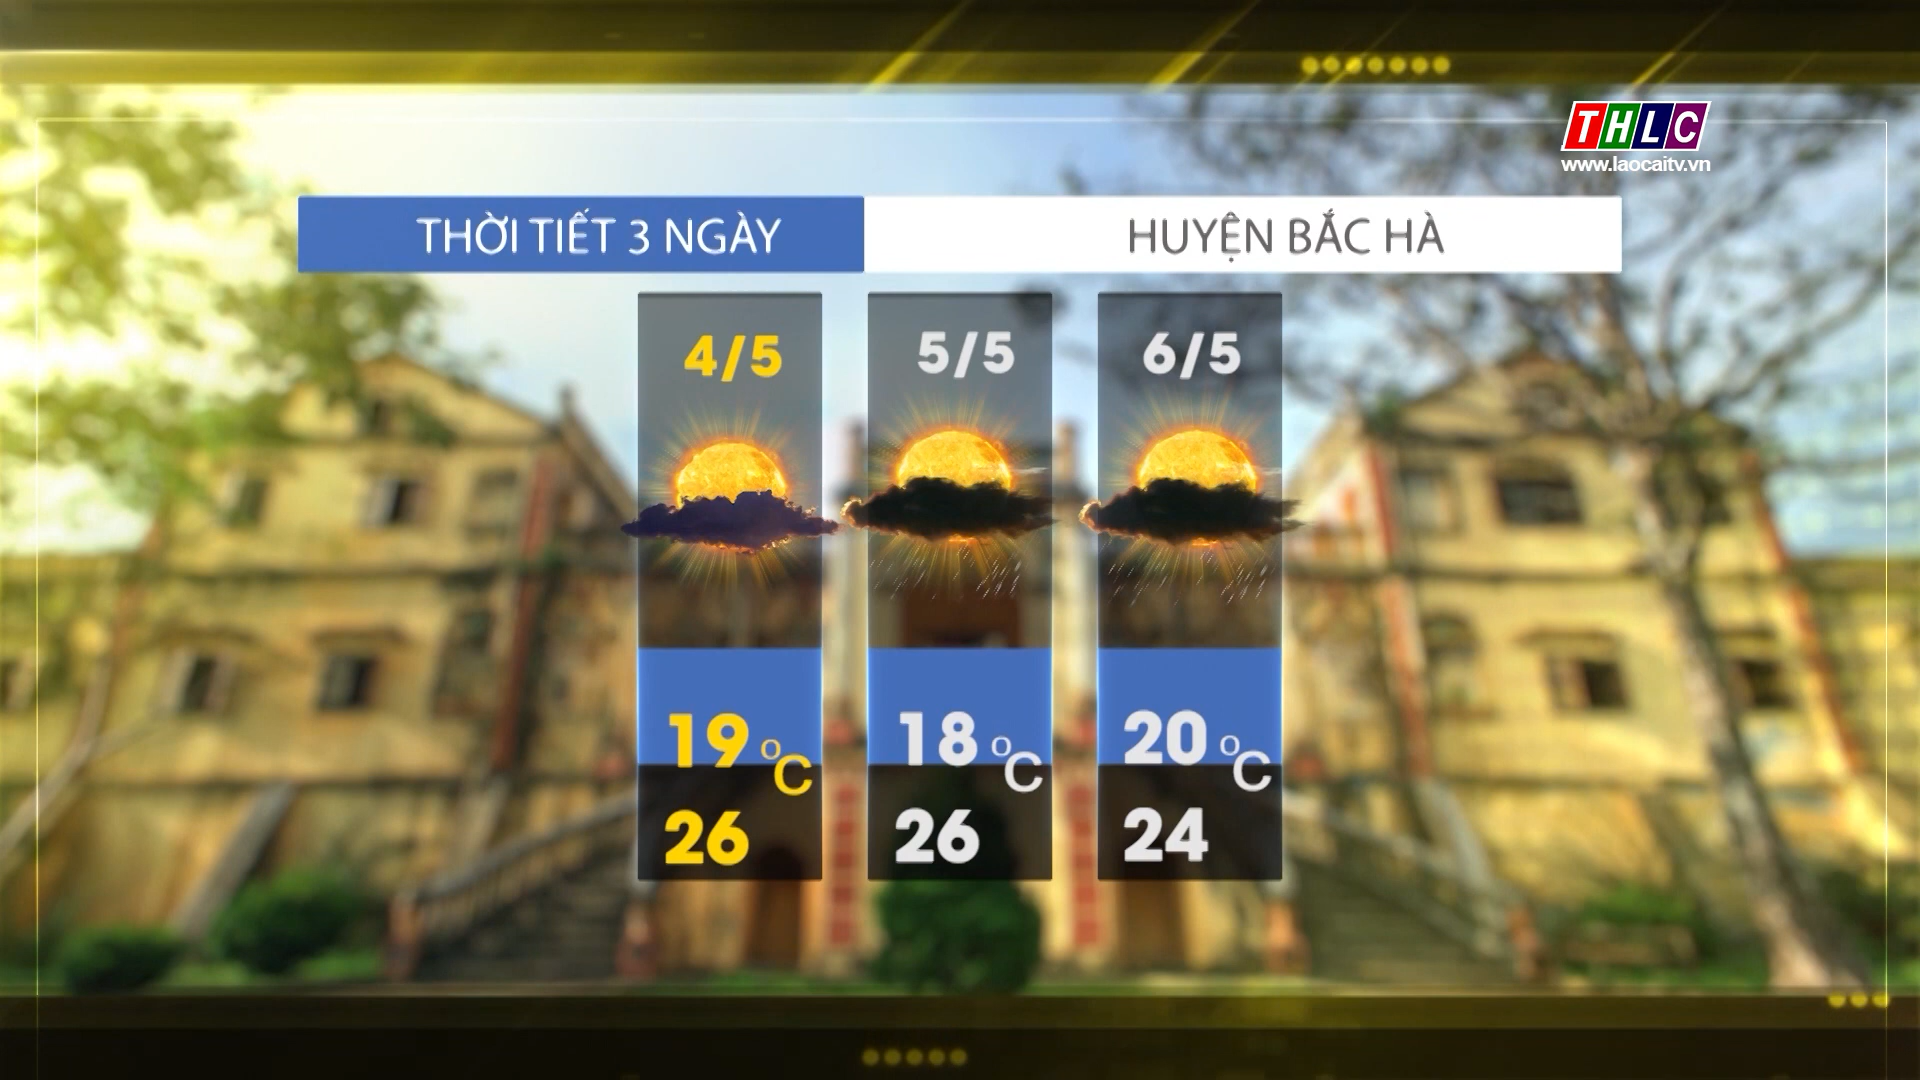 THLC
www.laocaitv.vn
THỜI TIẾT 3 NGÀY
HUYỆN BẮC HÀ
4/5
5/5
6/5
19 °C
26
18 °C
26
20 °C
24